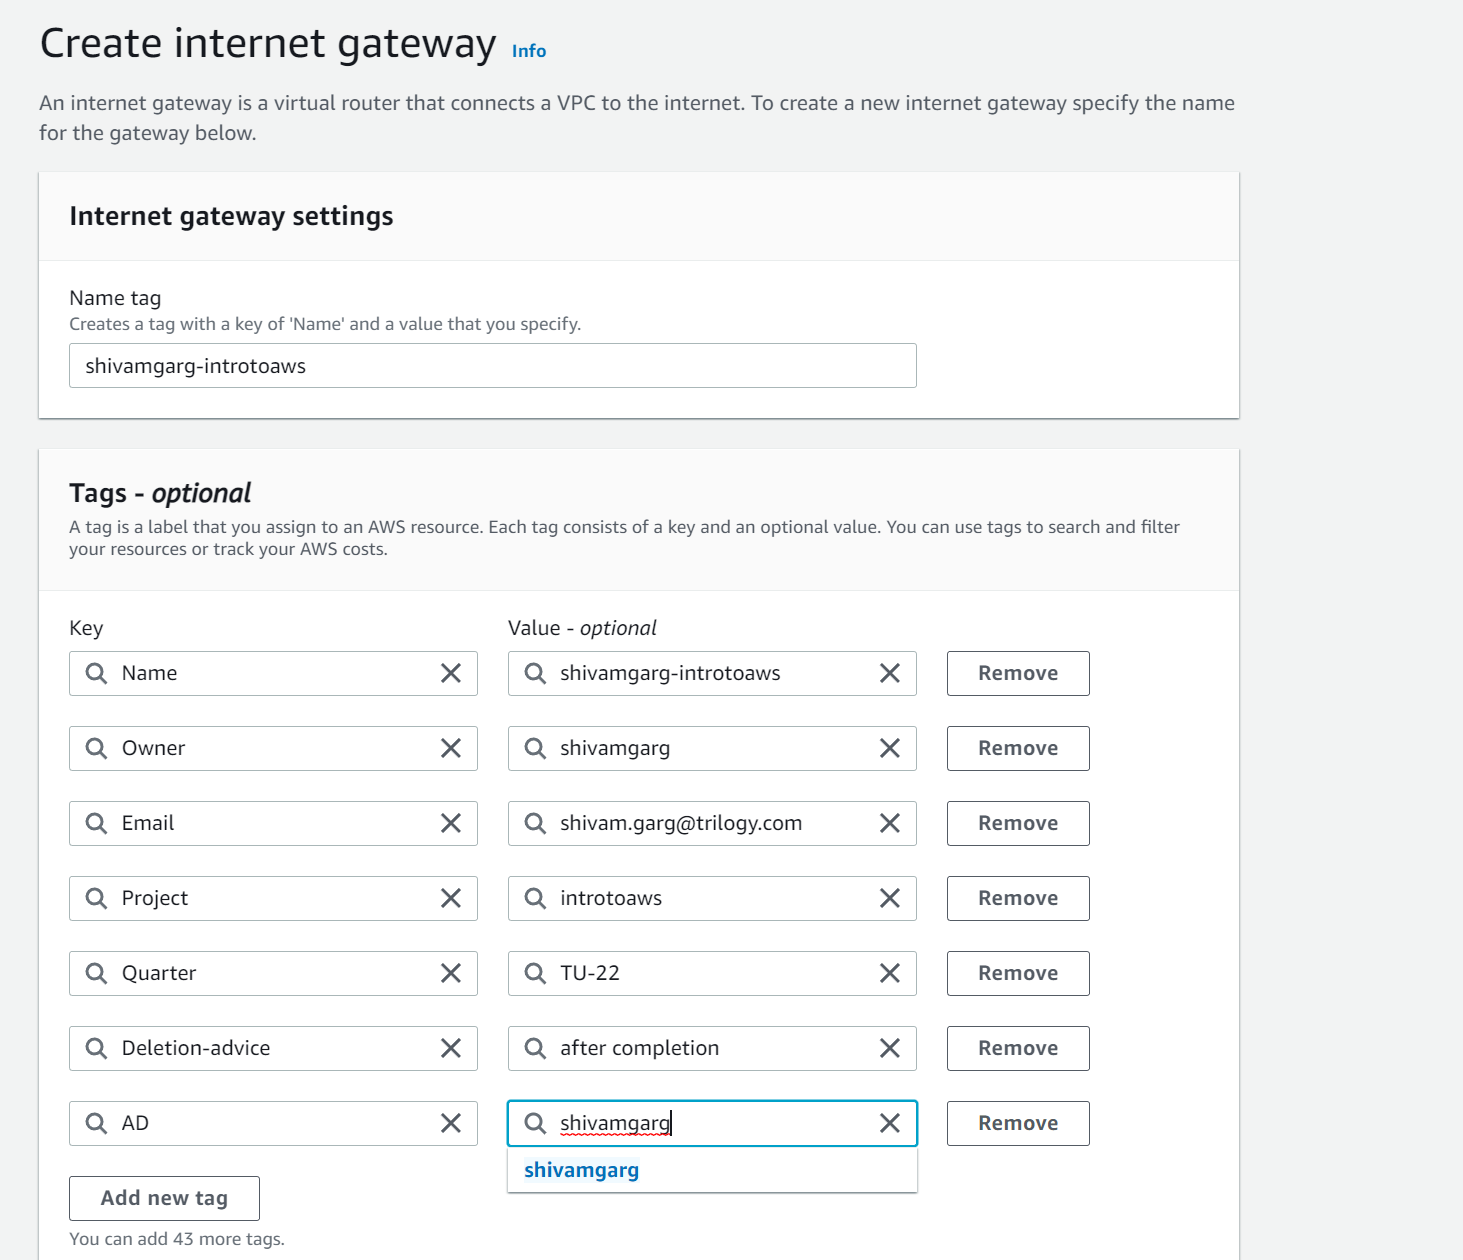 Create internet gateway Info
An internet gateway is a virtual router that connects a VPC to the internet. To create a new internet gateway specify the name
for the gateway below.
Internet gateway settings
Name tag
Creates a tag with a key of 'Name' and a value that you specify.
shivamgarg-introtoaws
Tags - optional
A tag is a label that you assign to an AWS resource. Each tag consists of a key and an optional value. You can use tags to search and filter
your resources or track your AWS costs.
Key Value - optional
Name shivamgarg-introtoaws Remove
Owner shivamgarg Remove
Email shivam.garg@trilogy.com Remove
Project introtoaws Remove
Quarter TU-22 Remove
Deletion-advice after completion Remove
AD shivamgarg Remove
shivamgarg
Add new tag
You can add 43 more tags.